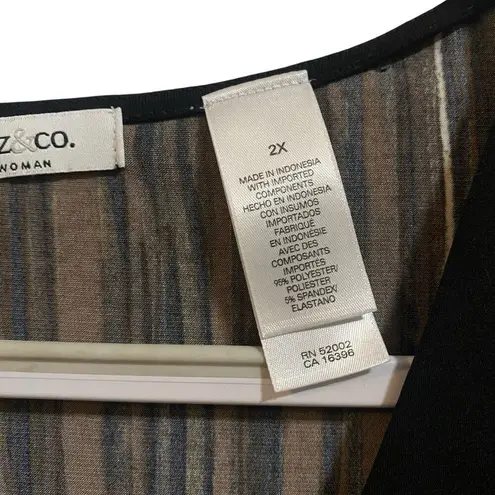 Z&CO.
WOMAN
2X
MADE IN INDONESIA
WITH IMPORTED
COMPONENTS
HECHO EN INDONESIA
CON INSUMOS
IMPORTADOS
FABRIQUÉ
EN INDONÉSIE
AVEC DES
COMPOSANTS
IMPORTÉS
95% POLYESTER/
POLIESTER
5% SPANDEX/
ELASTANO
RN 52002
CA 16396